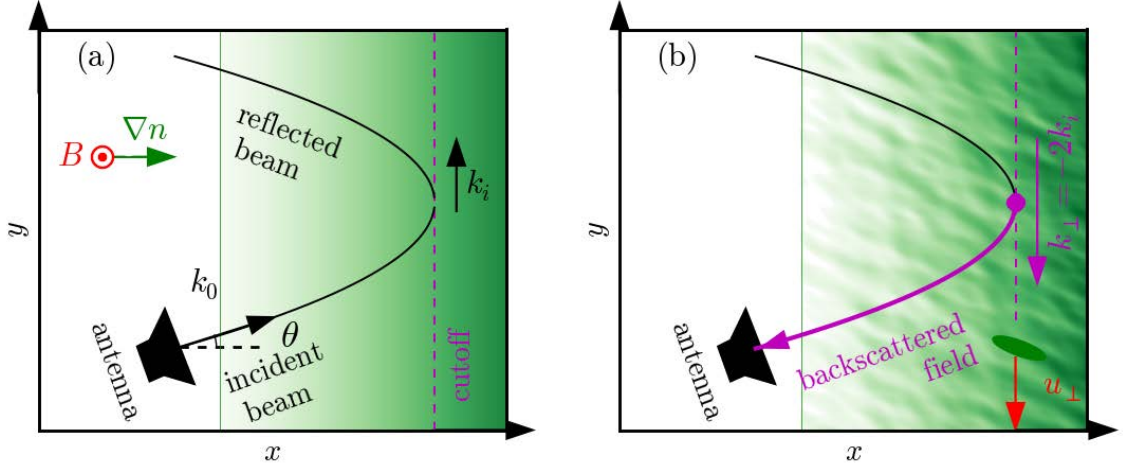 (a)
∇n
B
reflected
beam
k_i
k_0
θ
antenna
incident
beam
cutoff
y
x
(b)
k_⊥ = −2k_i
antenna
backscattered
field
u_⊥
y
x